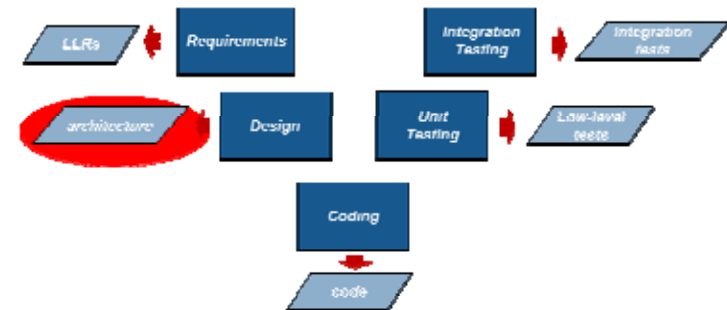 LLRs
Requirements
Integration
Testing
Integration
tests
architecture
Design
Unit
Testing
Low-level
tests
Coding
code